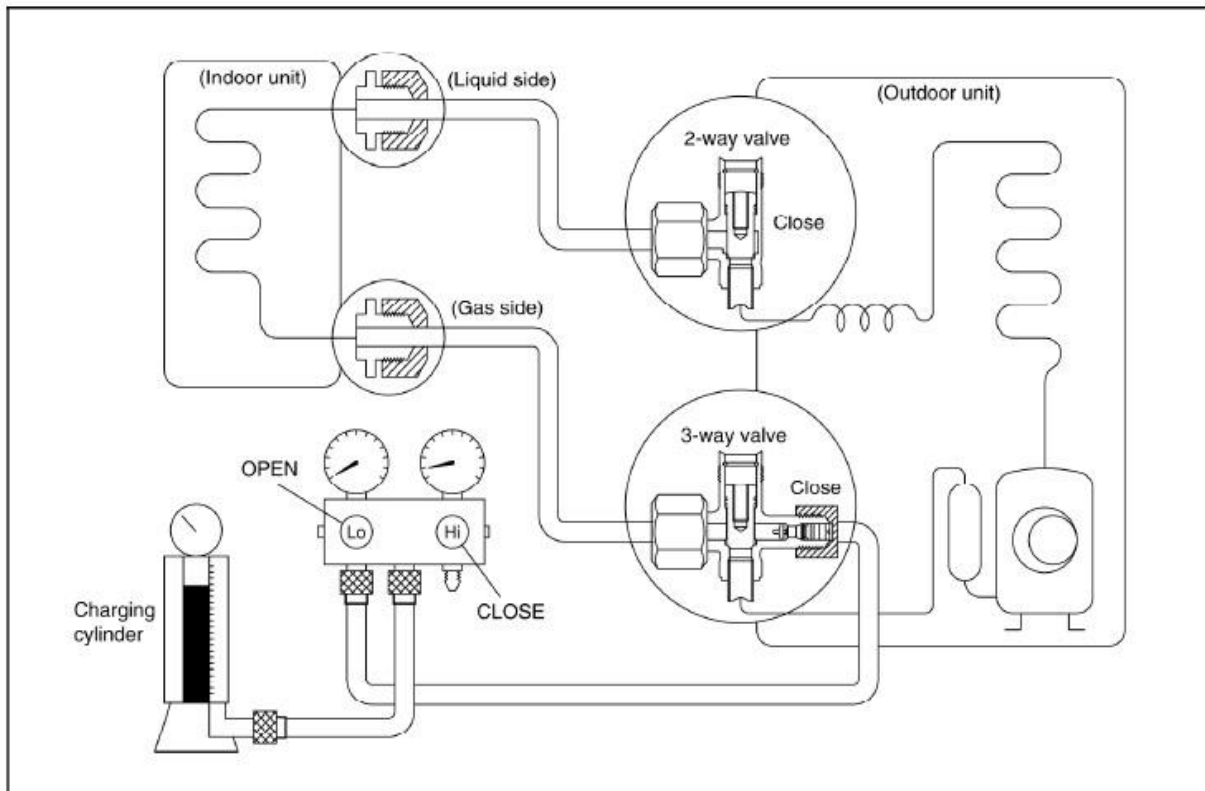 (Indoor unit)
(Liquid side)
(Outdoor unit)
2-way valve
Close
(Gas side)
3-way valve
Close
OPEN
Lo
Hi
CLOSE
Charging
cylinder